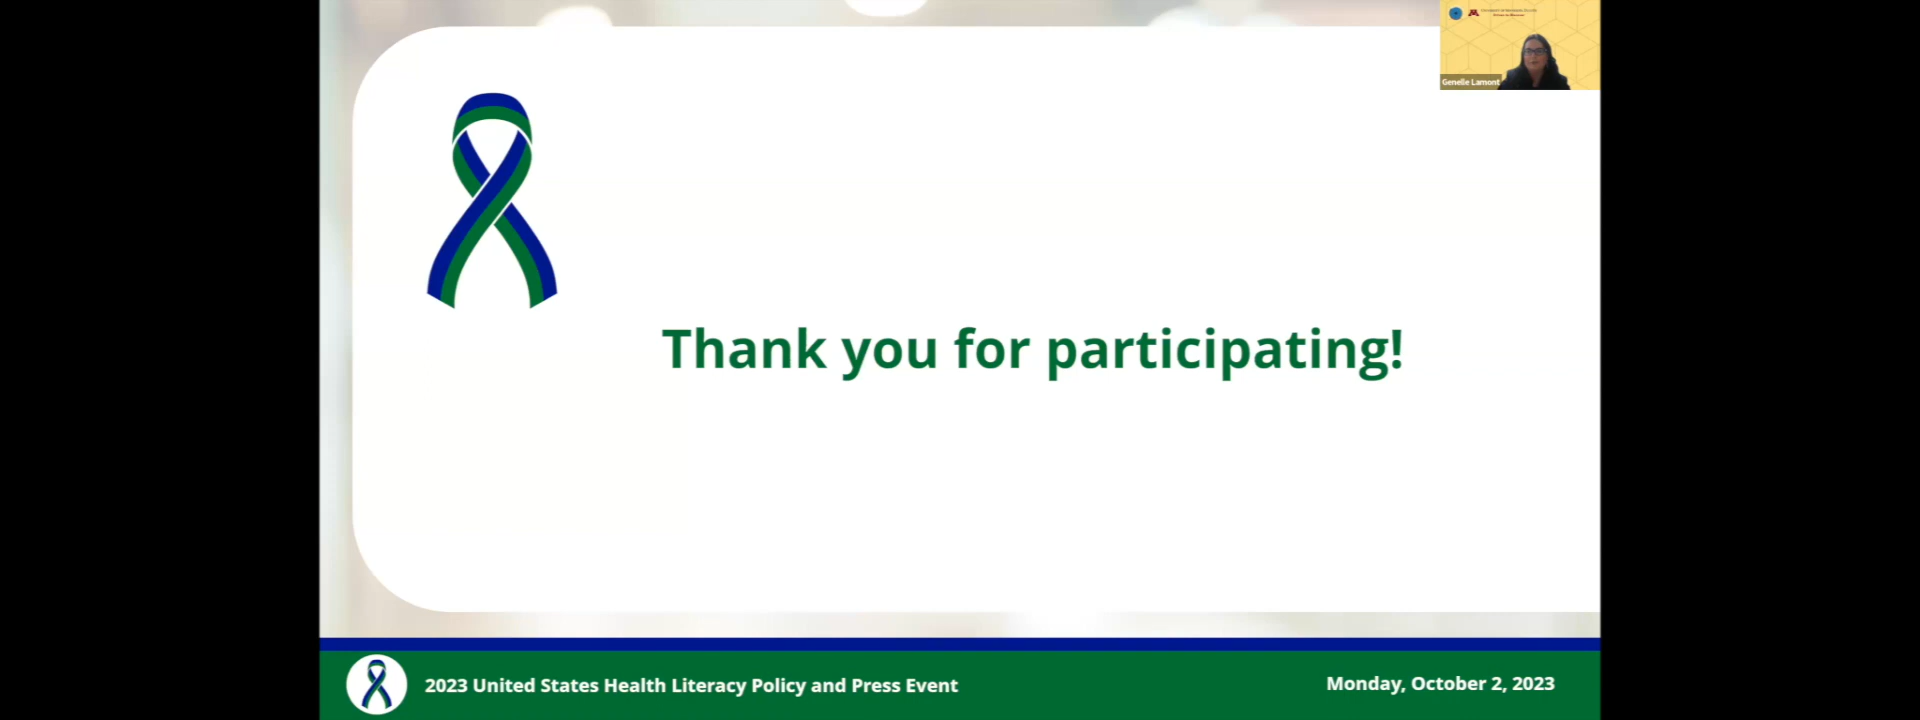 Genelle Lamont
Thank you for participating!
2023 United States Health Literacy Policy and Press Event
Monday, October 2, 2023